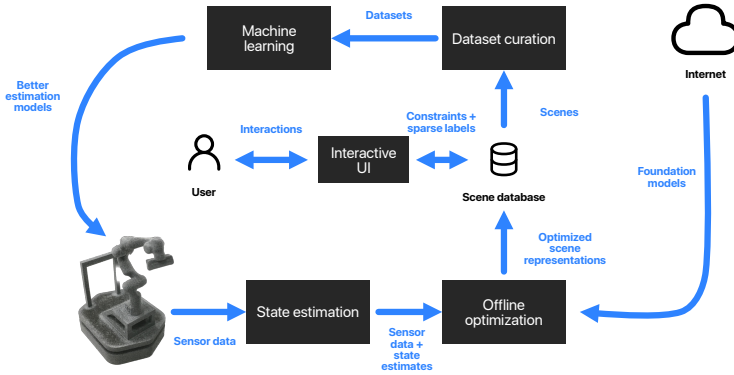 Machine
learning
Datasets
Dataset curation
Internet
Better
estimation
models
Interactions
Constraints +
sparse labels
Scenes
Interactive
UI
User
Scene database
Foundation
models
Optimized
scene
representations
State estimation
Offline
optimization
Sensor data
Sensor
data +
state
estimates